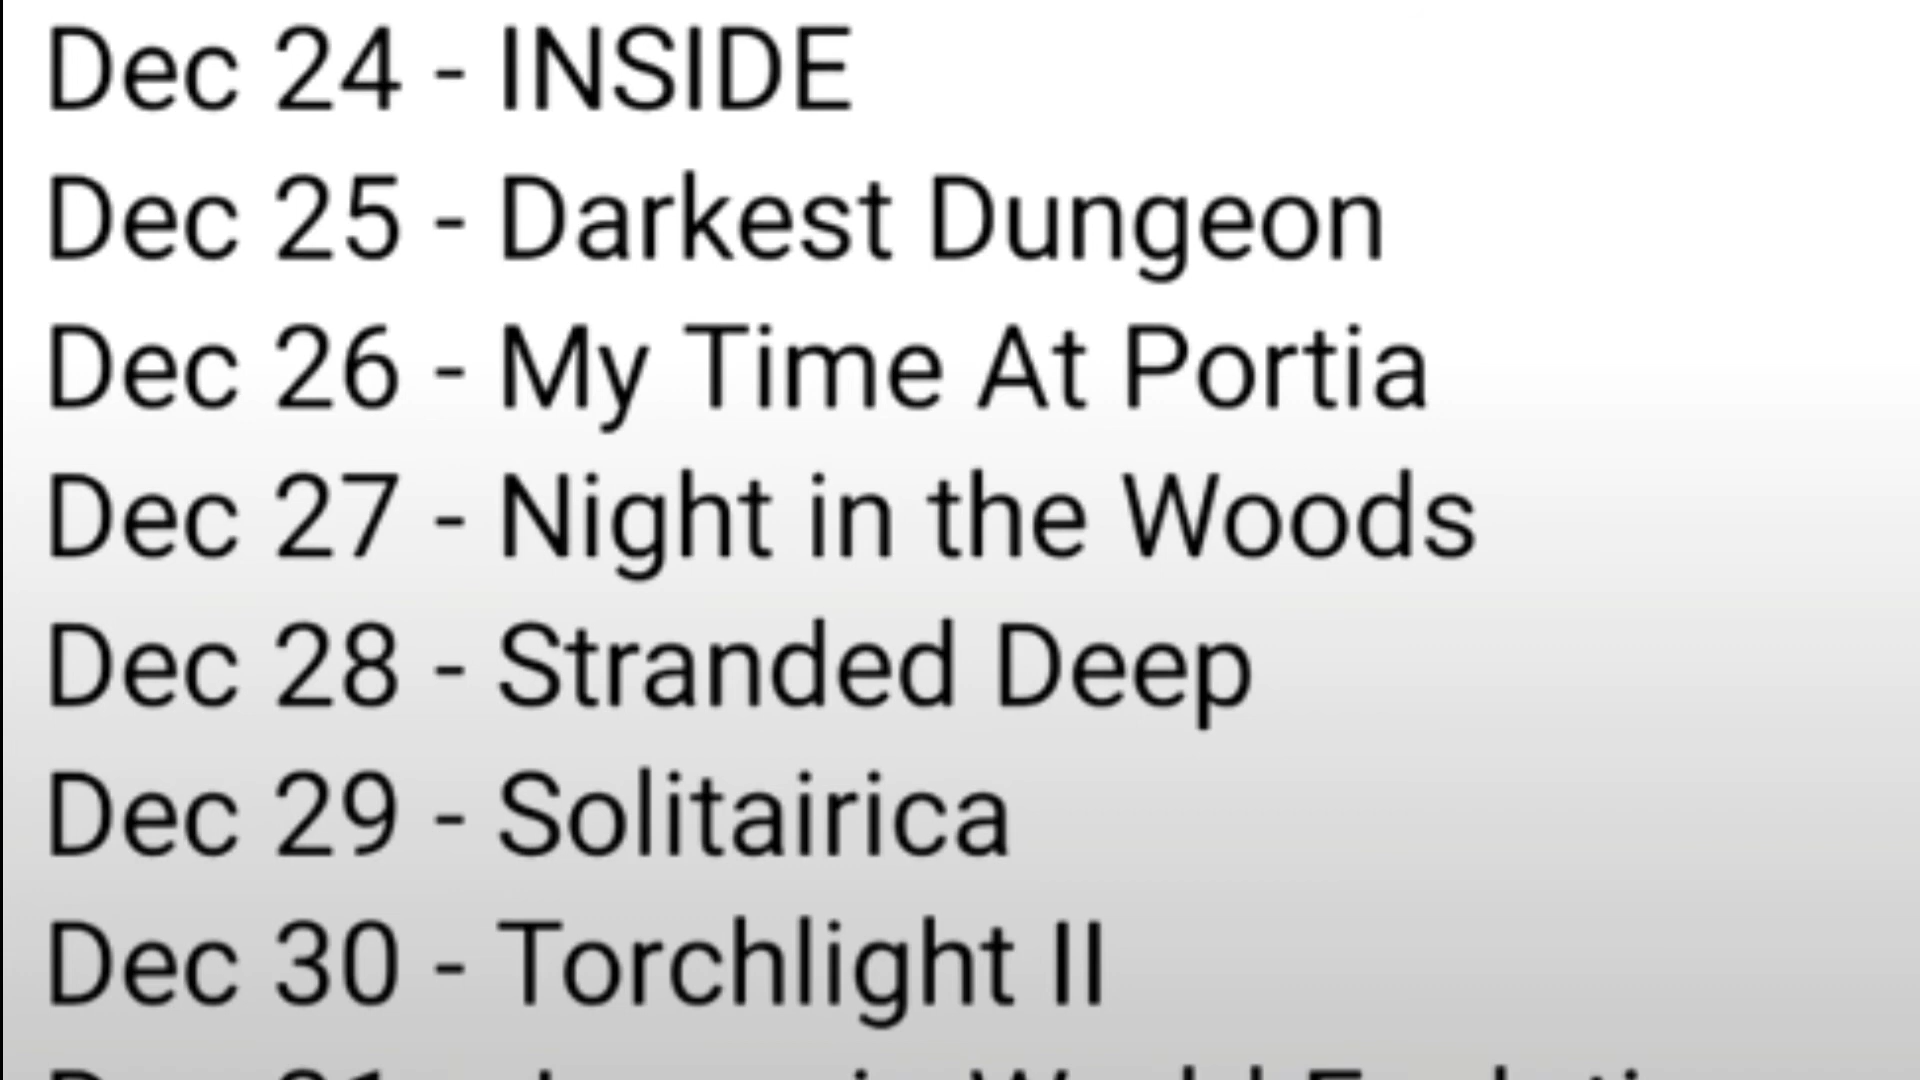 Dec 24 - INSIDE
Dec 25 - Darkest Dungeon
Dec 26 - My Time At Portia
Dec 27 - Night in the Woods
Dec 28 - Stranded Deep
Dec 29 - Solitairica
Dec 30 - Torchlight II